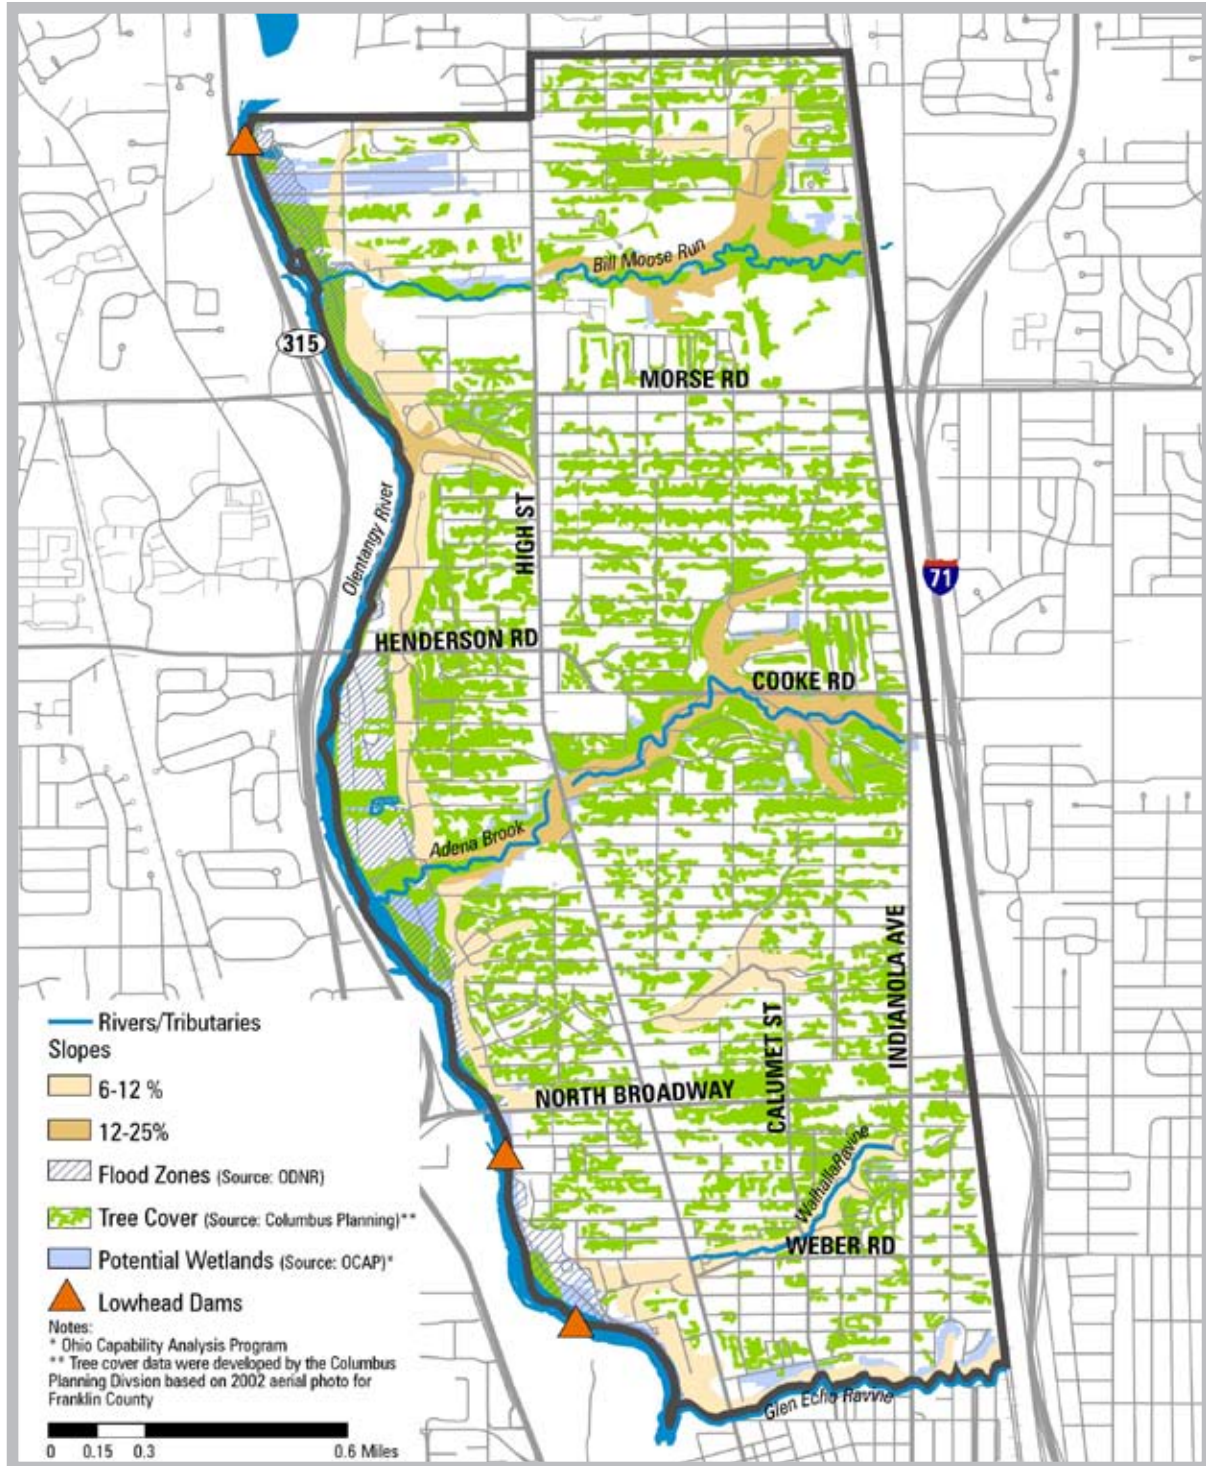 Bill Moose Run
315
MORSE RD
Olentangy River
HIGH ST
71
HENDERSON RD
COOKE RD
Adena Brook
INDIANOLA AVE
CALUMET ST
NORTH BROADWAY
WalhallaRavine
WEBER RD
Glen Echo Ravine
Rivers/Tributaries
Slopes
6-12 %
12-25%
Flood Zones (Source: ODNR)
Tree Cover (Source: Columbus Planning)**
Potential Wetlands (Source: OCAP)*
Lowhead Dams
Notes:
* Ohio Capability Analysis Program
** Tree cover data were developed by the Columbus
Planning Divsion based on 2002 aerial photo for
Franklin County
0 0.15 0.3 0.6 Miles